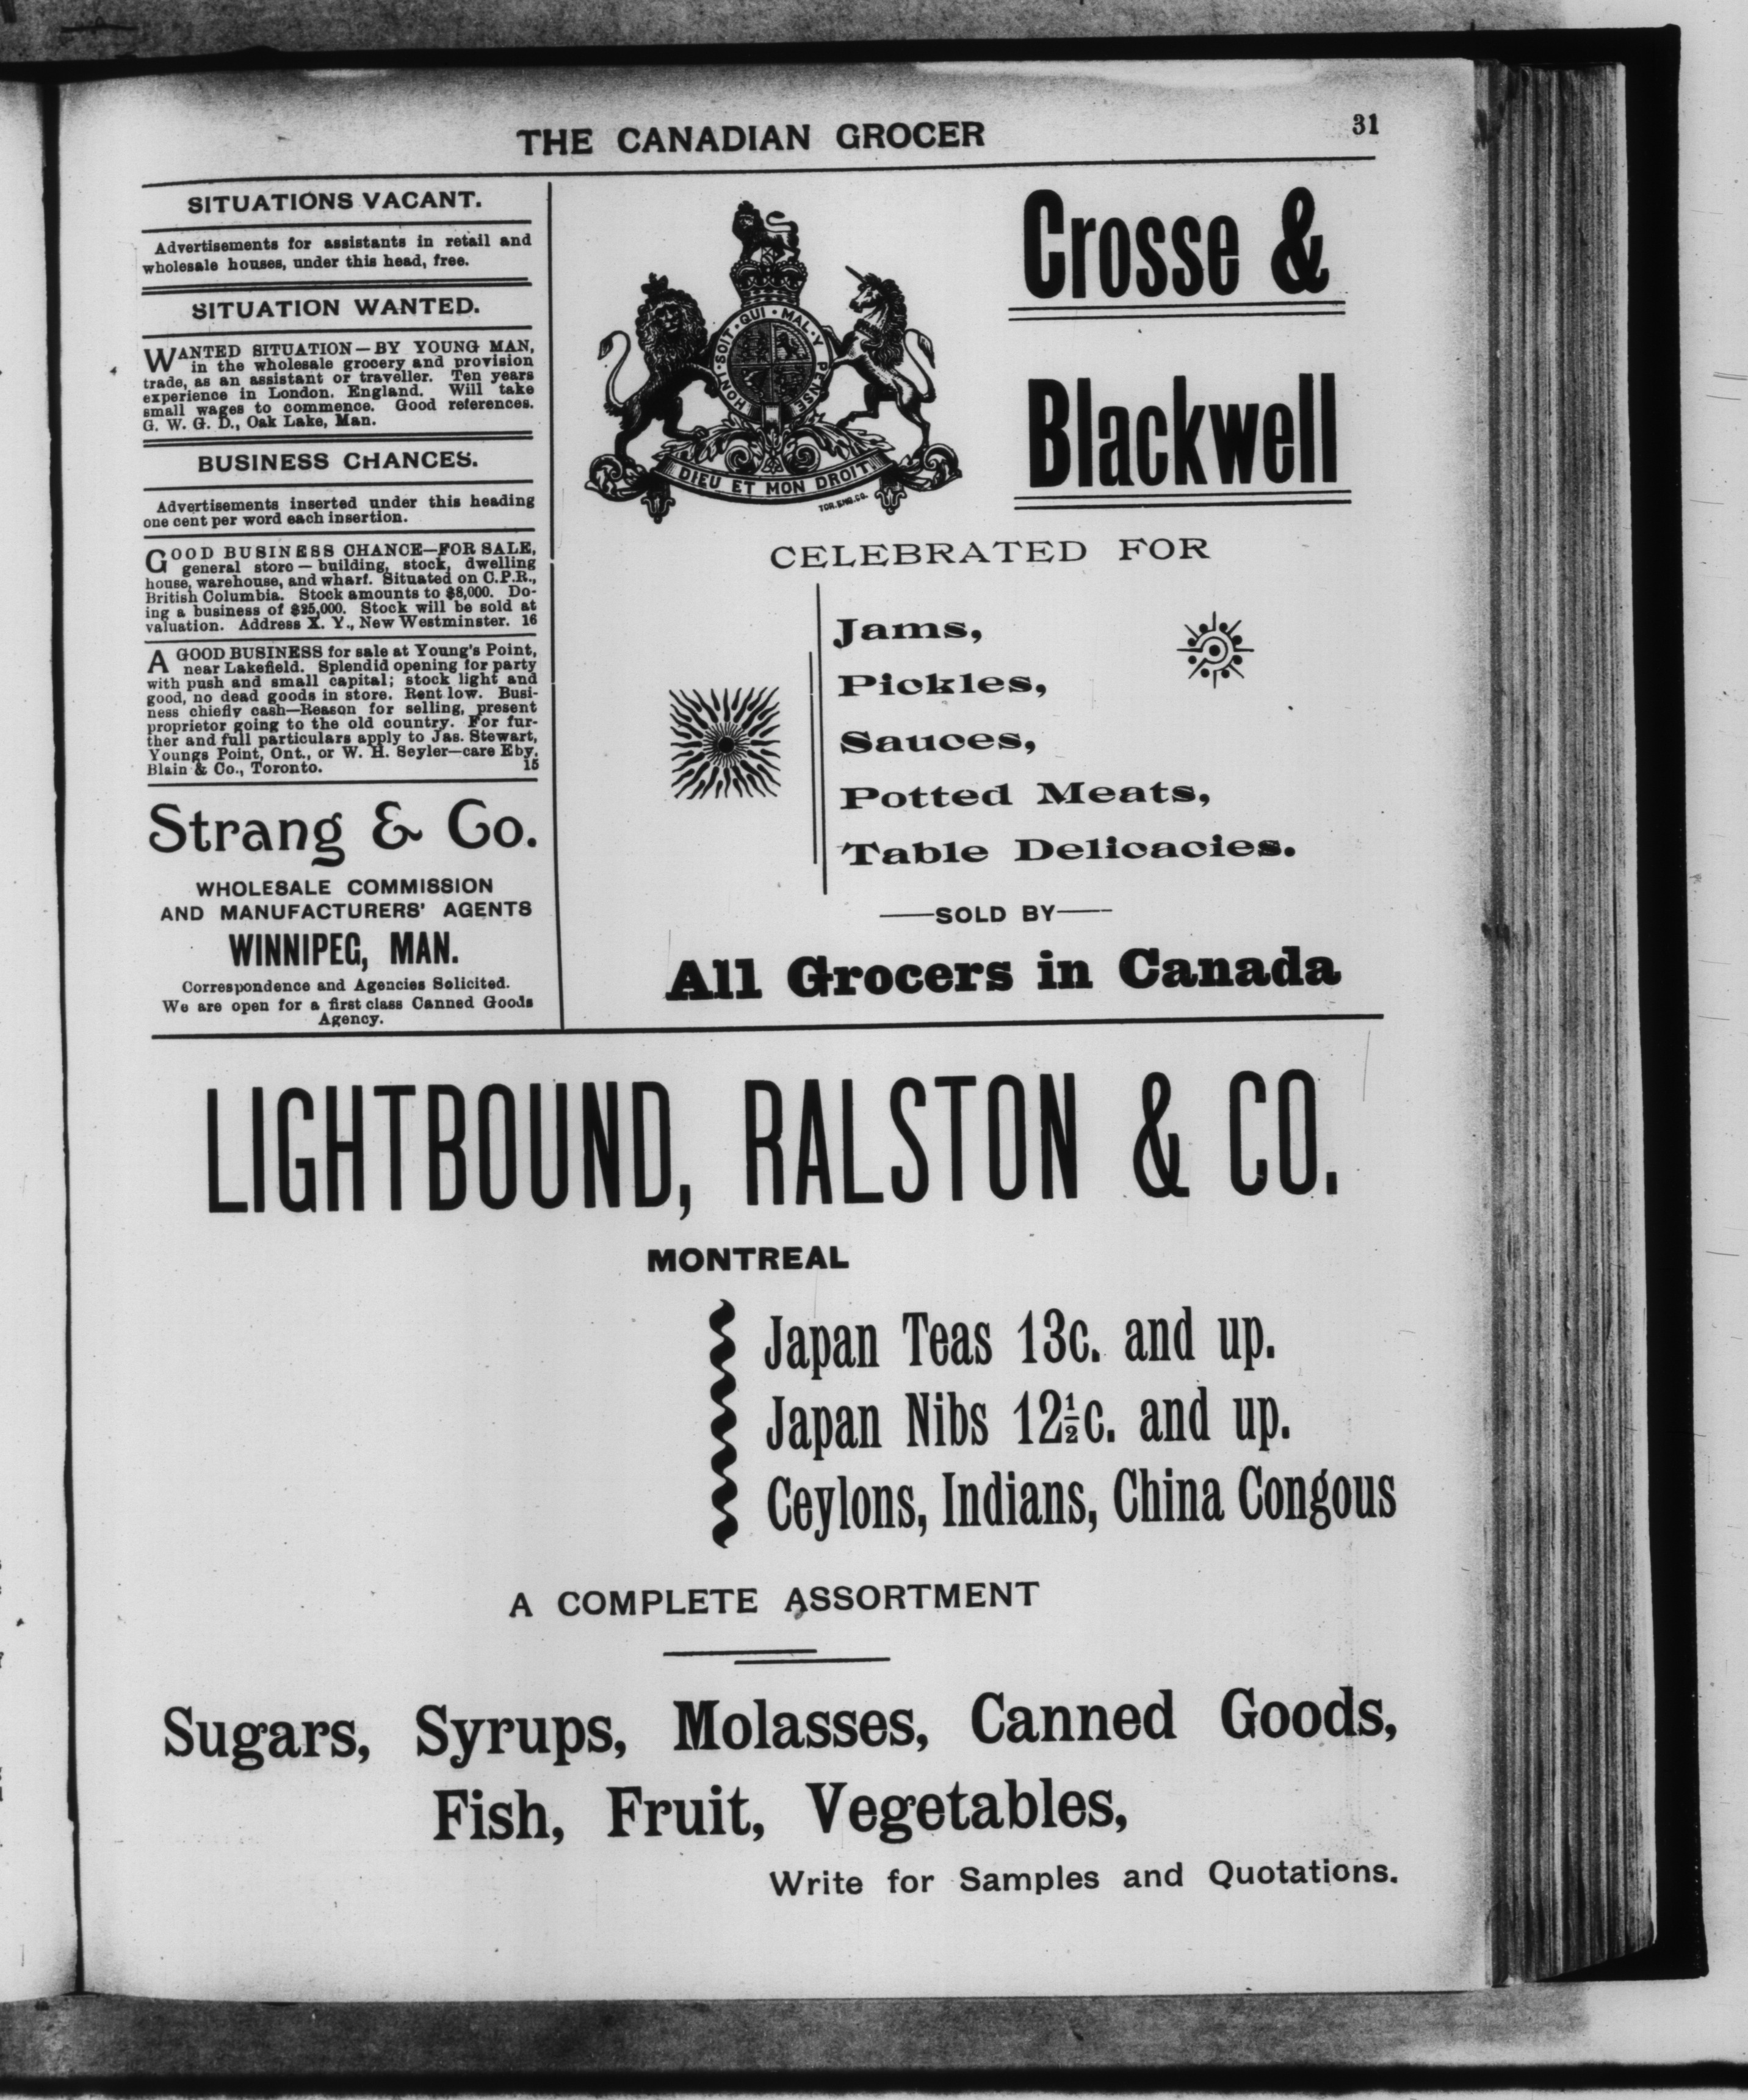 THE CANADIAN GROCER
31
SITUATIONS VACANT.
Advertisements for assistants in retail and
wholesale houses, under this head, free.
SITUATION WANTED.
WANTED SITUATION—BY YOUNG MAN,
in the wholesale grocery and provision
trade, as an assistant or traveller. Ten years
experience in London, England. Will take
small wages to commence. Good references.
G. W. G. D., Oak Lake, Man.
BUSINESS CHANCES.
Advertisements inserted under this heading
one cent per word each insertion.
GOOD BUSINESS CHANCE—FOR SALE,
general store — building, stock, dwelling
house, warehouse, and wharf. Situated on C.P.R.,
British Columbia. Stock amounts to $8,000. Do-
ing a business of $25,000. Stock will be sold at
valuation. Address X. Y., New Westminster. 16
A GOOD BUSINESS for sale at Young's Point,
near Lakefield. Splendid opening for party
with push and small capital; stock light and
good, no dead goods in store. Rent low. Busi-
ness chiefly cash—Reason for selling, present
proprietor going to the old country. For fur-
ther and full particulars apply to Jas. Stewart,
Youngs Point, Ont., or W. H. Seyler—care Eby,
Blain & Co., Toronto. 15
Strang & Co.
WHOLESALE COMMISSION
AND MANUFACTURERS' AGENTS
WINNIPEG, MAN.
Correspondence and Agencies Solicited.
We are open for a first class Canned Goods
Agency.
HONI·SOIT·QUI·MAL·Y PENSE
DIEU ET MON DROIT
TOR.ENG.CO.
Crosse &
Blackwell
CELEBRATED FOR
Jams,
Pickles,
Sauces,
Potted Meats,
Table Delicacies.
—SOLD BY—
All Grocers in Canada
LIGHTBOUND, RALSTON & CO.
MONTREAL
Japan Teas 13c. and up.
Japan Nibs 12½c. and up.
Ceylons, Indians, China Congous
A COMPLETE ASSORTMENT
Sugars, Syrups, Molasses, Canned Goods,
Fish, Fruit, Vegetables,
Write for Samples and Quotations.